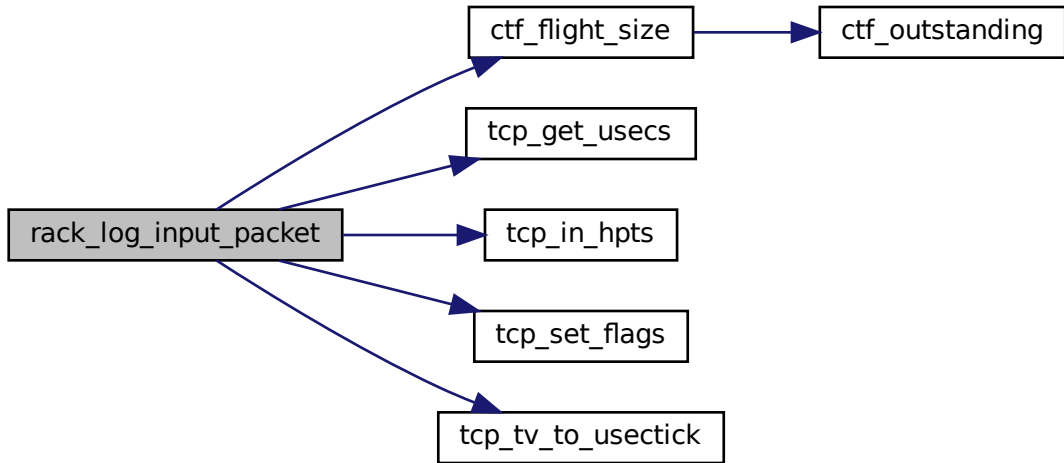 rack_log_input_packet
ctf_flight_size
ctf_outstanding
tcp_get_usecs
tcp_in_hpts
tcp_set_flags
tcp_tv_to_usectick